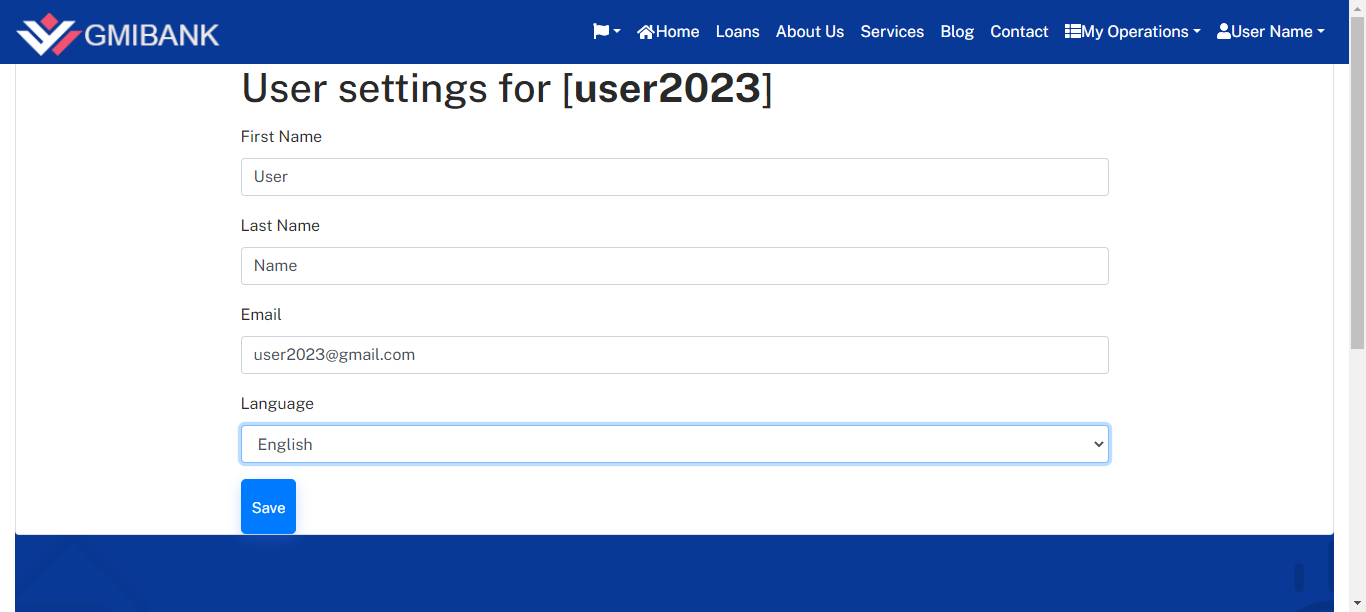 GMIBANK
Home Loans About Us Services Blog Contact My Operations User Name
User settings for [user2023]
First Name
User
Last Name
Name
Email
user2023@gmail.com
Language
English
Save